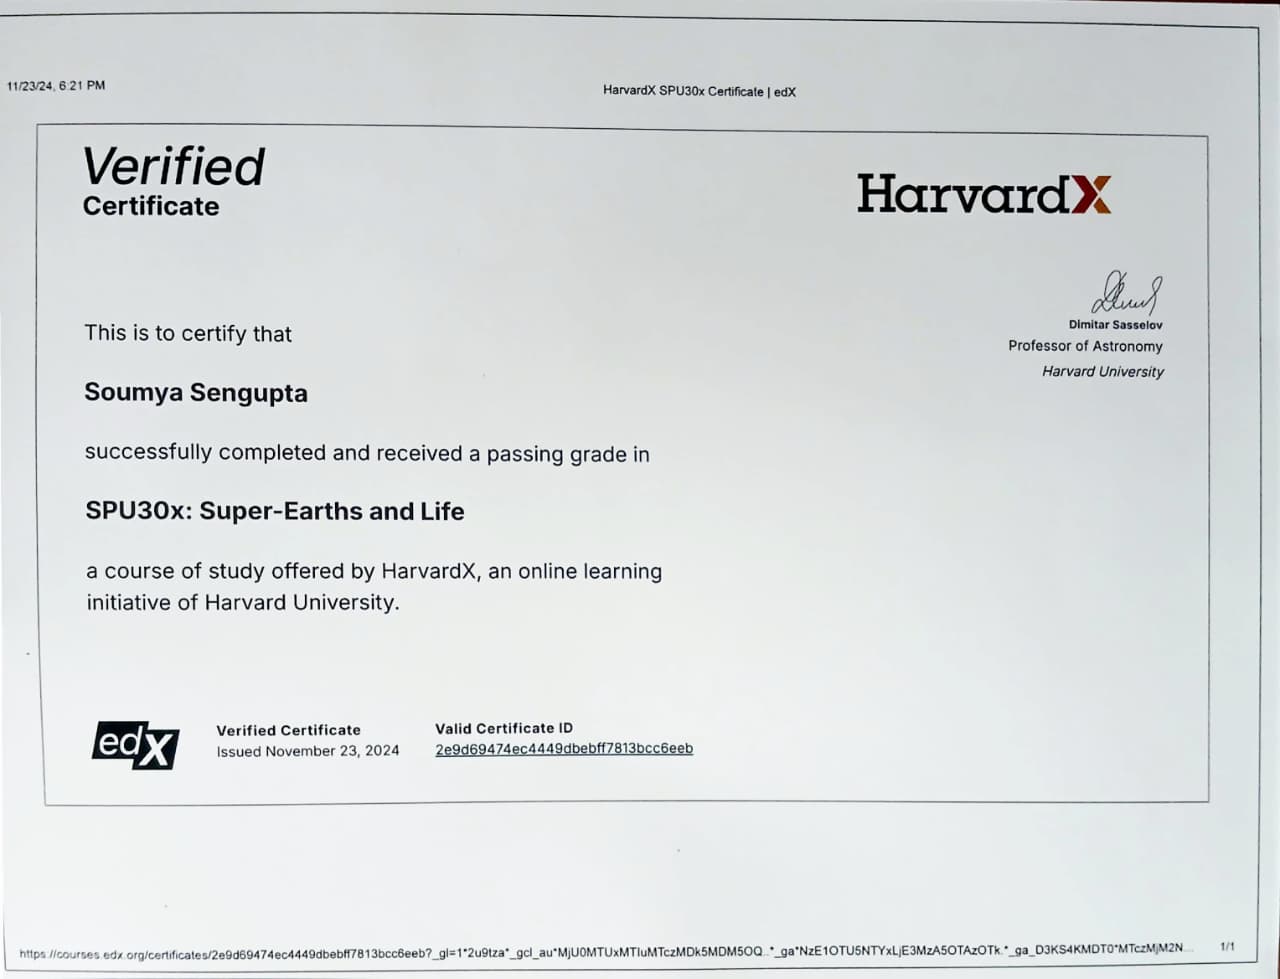 11/23/24, 6:21 PM
HarvardX SPU30x Certificate | edX
Verified
Certificate
HarvardX
Dimitar Sasselov
Professor of Astronomy
Harvard University
This is to certify that
Soumya Sengupta
successfully completed and received a passing grade in
SPU30x: Super-Earths and Life
a course of study offered by HarvardX, an online learning
initiative of Harvard University.
edX
Verified Certificate
Issued November 23, 2024
Valid Certificate ID
2e9d69474ec4449dbebff7813bcc6eeb
https://courses.edx.org/certificates/2e9d69474ec4449dbebff7813bcc6eeb?_gl=1*2u9tza*_gcl_au*MjU0MTUxMTIuMTczMDk5MDM5OQ..*_ga*NzE1OTU5NTYxLjE3MzA5OTAzOTk.*_ga_D3KS4KMDT0*MTczMjM2N...
1/1